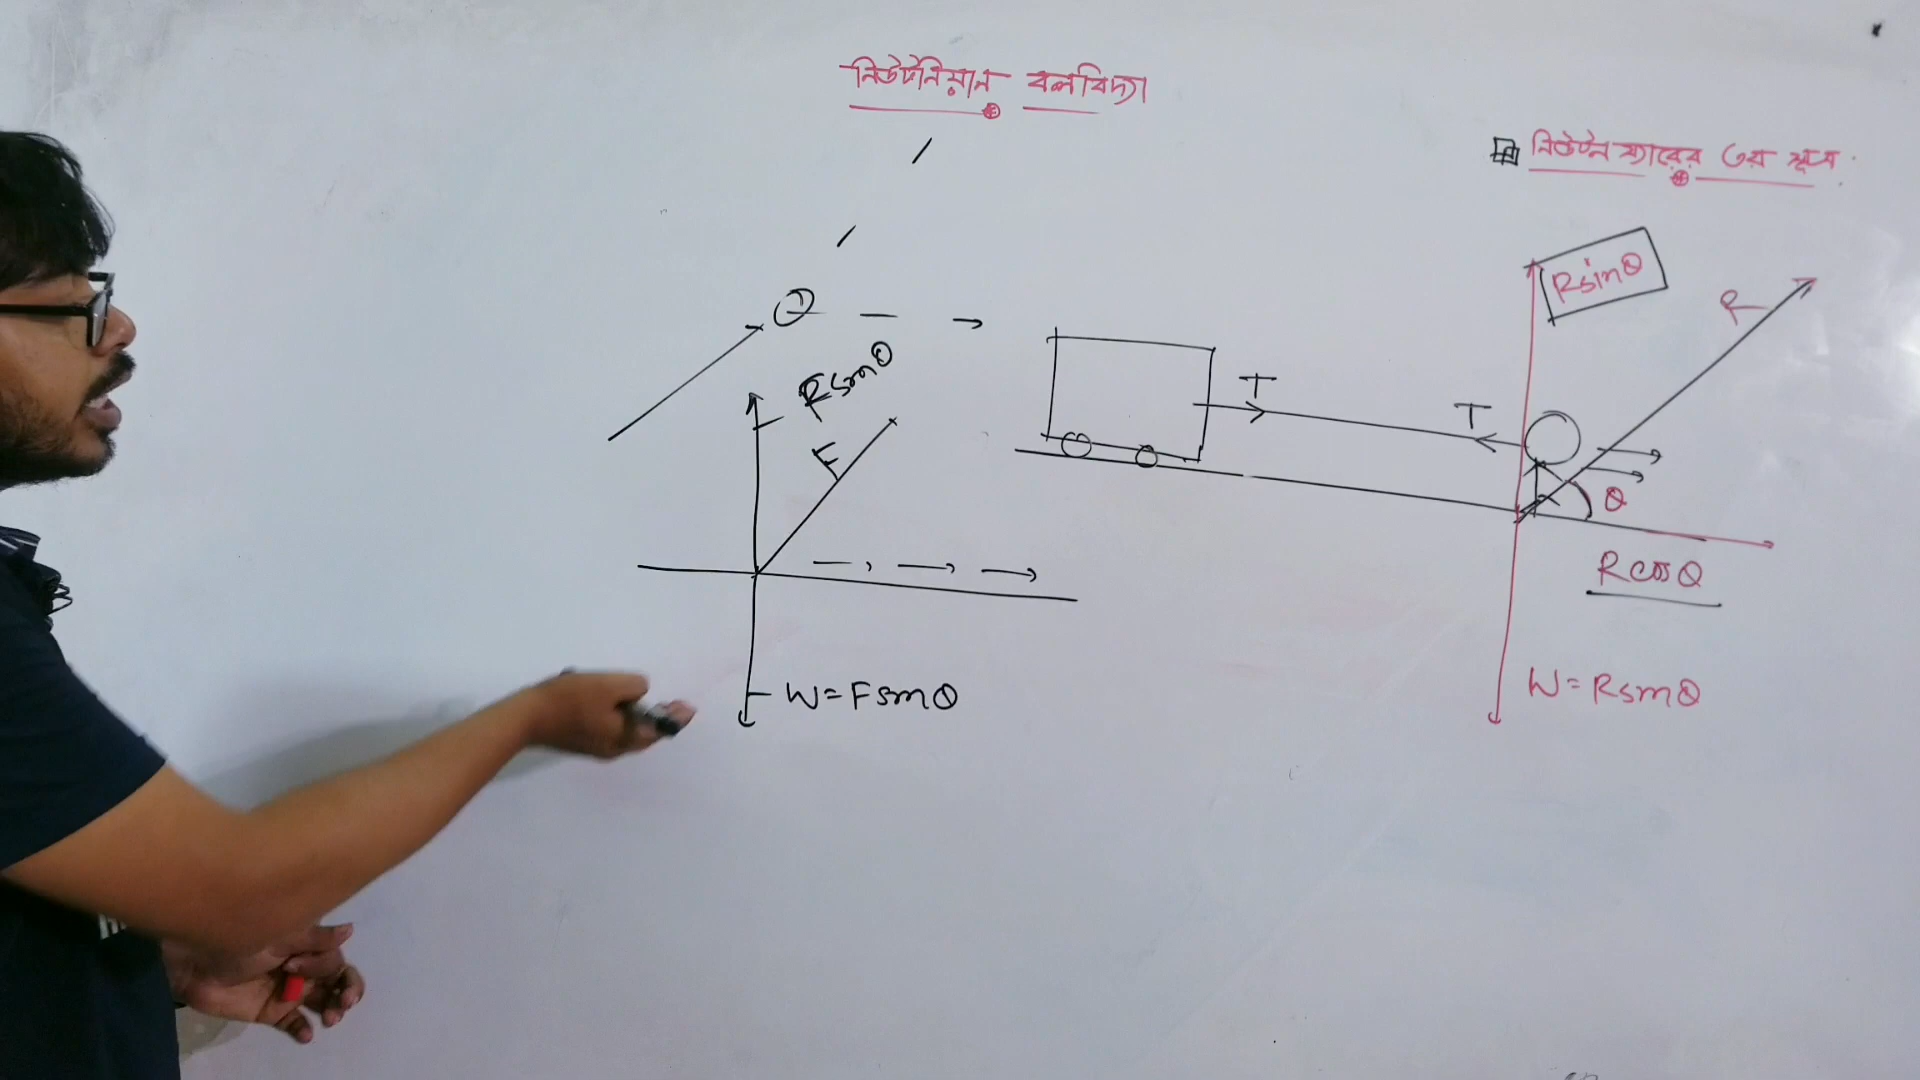 নিউটনিয়ান বলবিদ্যা
নিউটন স্যারের ৩য় সূত্র
Rsinθ
R
θ
Rsinθ
F
T
T
θ
Rcosθ
W=Fsinθ
W=Rsinθ